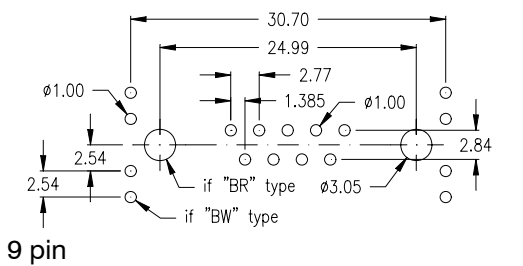 30.70
24.99
2.77
ø1.00
1.385
ø1.00
2.54
2.84
2.54
if "BR" type
ø3.05
if "BW" type
9 pin